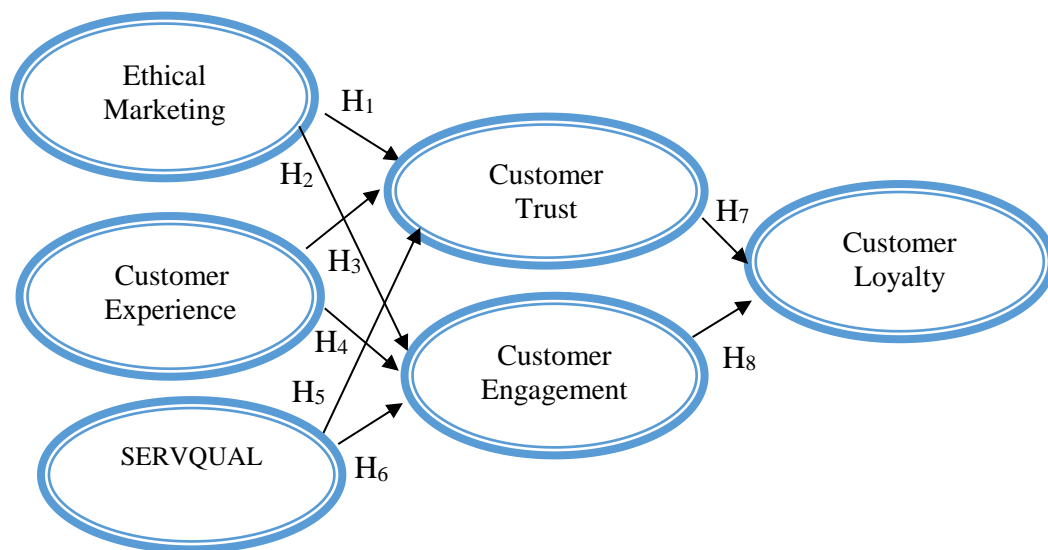 Ethical
Marketing
H₁
H₂
Customer
Trust
H₇
Customer
Experience
H₃
H₄
Customer
Loyalty
H₅
Customer
Engagement
H₈
SERVQUAL
H₆